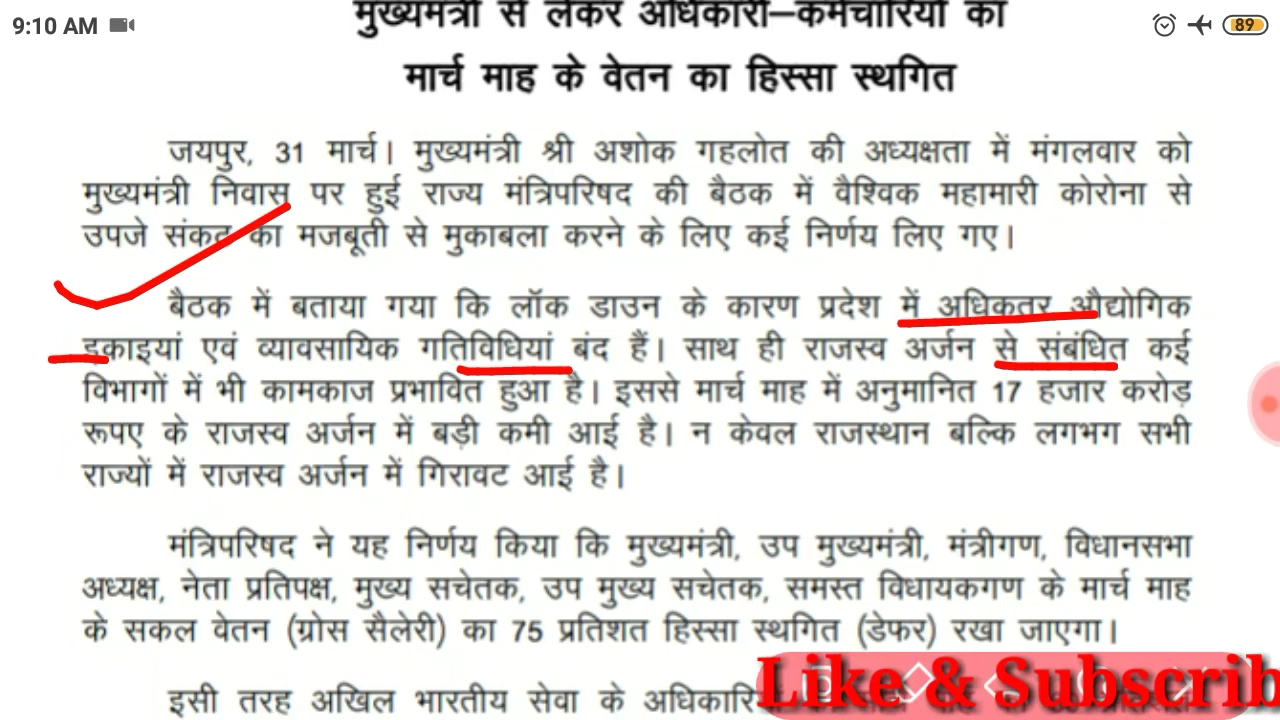 9:10 AM
89
मुख्यमंत्री से लेकर अधिकारी–कर्मचारियों का
मार्च माह के वेतन का हिस्सा स्थगित
जयपुर, 31 मार्च। मुख्यमंत्री श्री अशोक गहलोत की अध्यक्षता में मंगलवार को
मुख्यमंत्री निवास पर हुई राज्य मंत्रिपरिषद की बैठक में वैश्विक महामारी कोरोना से
उपजे संकट का मजबूती से मुकाबला करने के लिए कई निर्णय लिए गए।
बैठक में बताया गया कि लॉक डाउन के कारण प्रदेश में अधिकतर औद्योगिक
इकाइयां एवं व्यावसायिक गतिविधियां बंद हैं। साथ ही राजस्व अर्जन से संबंधित कई
विभागों में भी कामकाज प्रभावित हुआ है। इससे मार्च माह में अनुमानित 17 हजार करोड़
रूपए के राजस्व अर्जन में बड़ी कमी आई है। न केवल राजस्थान बल्कि लगभग सभी
राज्यों में राजस्व अर्जन में गिरावट आई है।
मंत्रिपरिषद ने यह निर्णय किया कि मुख्यमंत्री, उप मुख्यमंत्री, मंत्रीगण, विधानसभा
अध्यक्ष, नेता प्रतिपक्ष, मुख्य सचेतक, उप मुख्य सचेतक, समस्त विधायकगण के मार्च माह
के सकल वेतन (ग्रोस सैलेरी) का 75 प्रतिशत हिस्सा स्थगित (डेफर) रखा जाएगा।
इसी तरह अखिल भारतीय सेवा के
Like & Subscrib